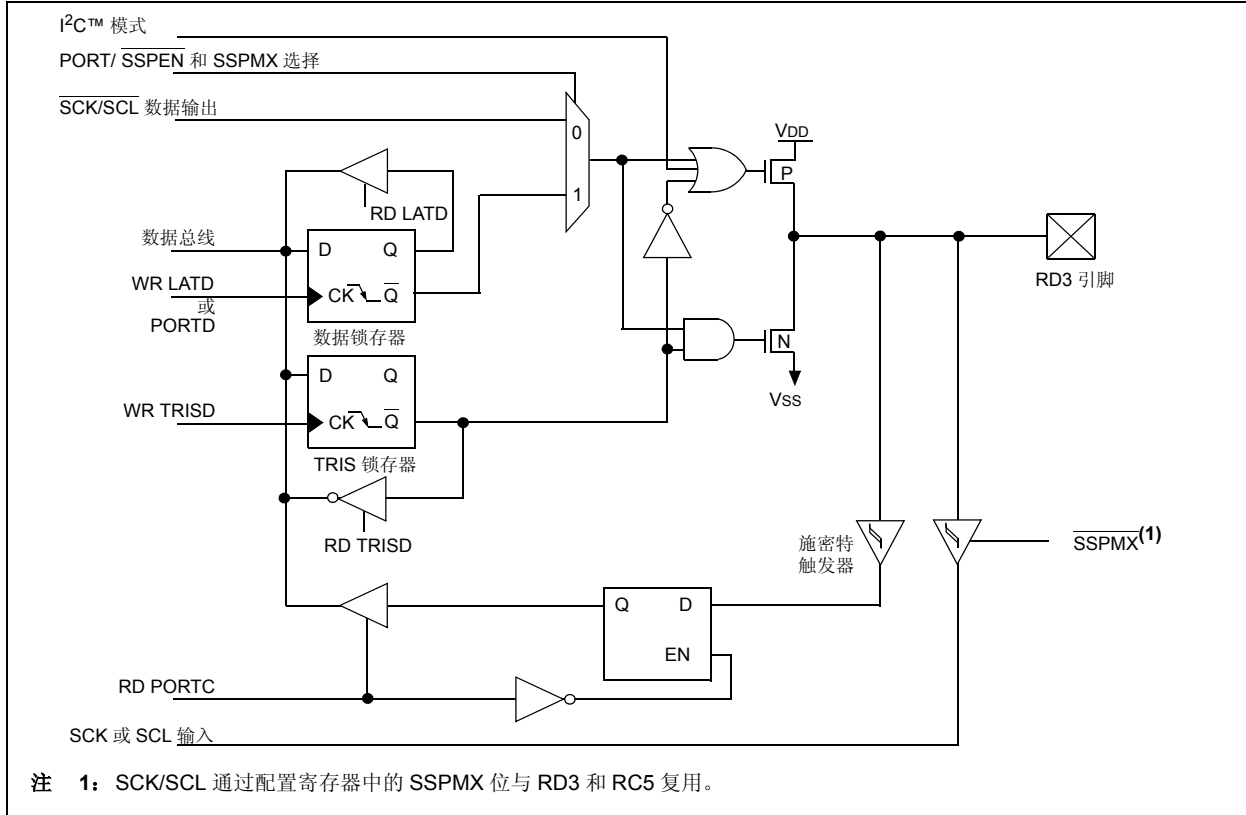 I²C™ 模式
PORT/ SSPEN 和 SSPMX 选择
SCK/SCL 数据输出
0
1
VDD
P
RD LATD
数据总线
D Q
WR LATD
或
PORTD
CK Q
数据锁存器
RD3 引脚
N
VSS
D Q
WR TRISD
CK Q
TRIS 锁存器
RD TRISD
施密特
触发器
SSPMX(1)
Q D
EN
RD PORTC
SCK 或 SCL 输入
注 1: SCK/SCL 通过配置寄存器中的 SSPMX 位与 RD3 和 RC5 复用。